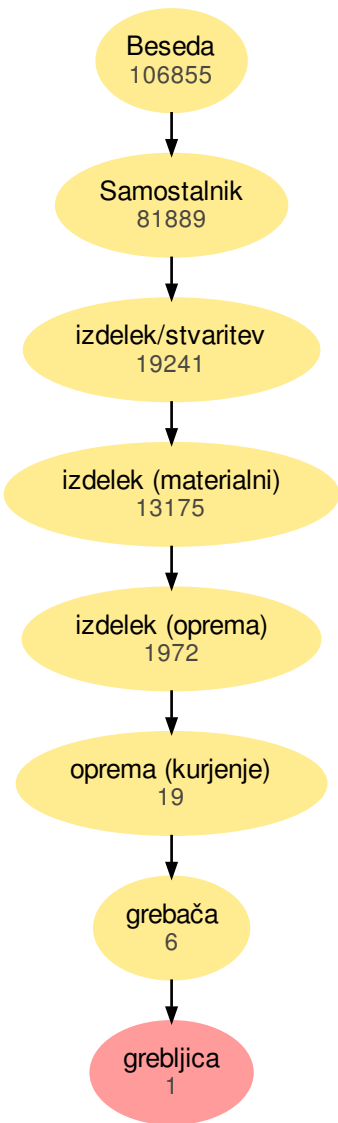 Beseda
106855
Samostalnik
81889
izdelek/stvaritev
19241
izdelek (materialni)
13175
izdelek (oprema)
1972
oprema (kurjenje)
19
grebača
6
grebljica
1